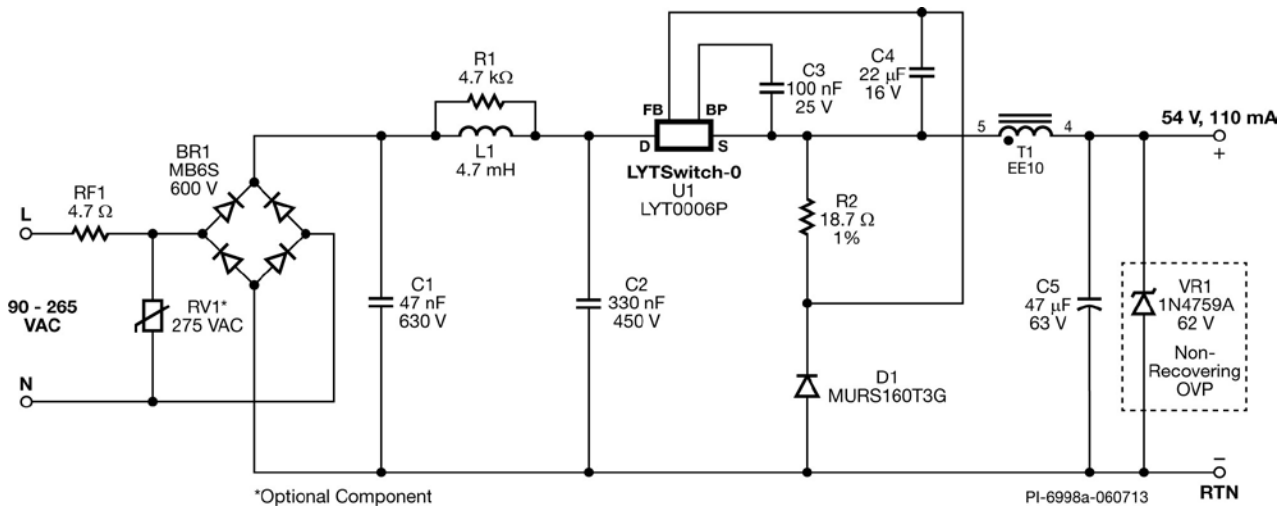 R1
4.7 kΩ
L1
4.7 mH
BR1
MB6S
600 V
RF1
4.7 Ω
L
90 - 265
VAC
N
RV1*
275 VAC
C1
47 nF
630 V
C2
330 nF
450 V
FB
BP
D
S
LYTSwitch-0
U1
LYT0006P
C3
100 nF
25 V
C4
22 μF
16 V
R2
18.7 Ω
1%
D1
MURS160T3G
5
4
T1
EE10
54 V, 110 mA
+
C5
47 μF
63 V
VR1
1N4759A
62 V
Non-
Recovering
OVP
–
RTN
*Optional Component
PI-6998a-060713